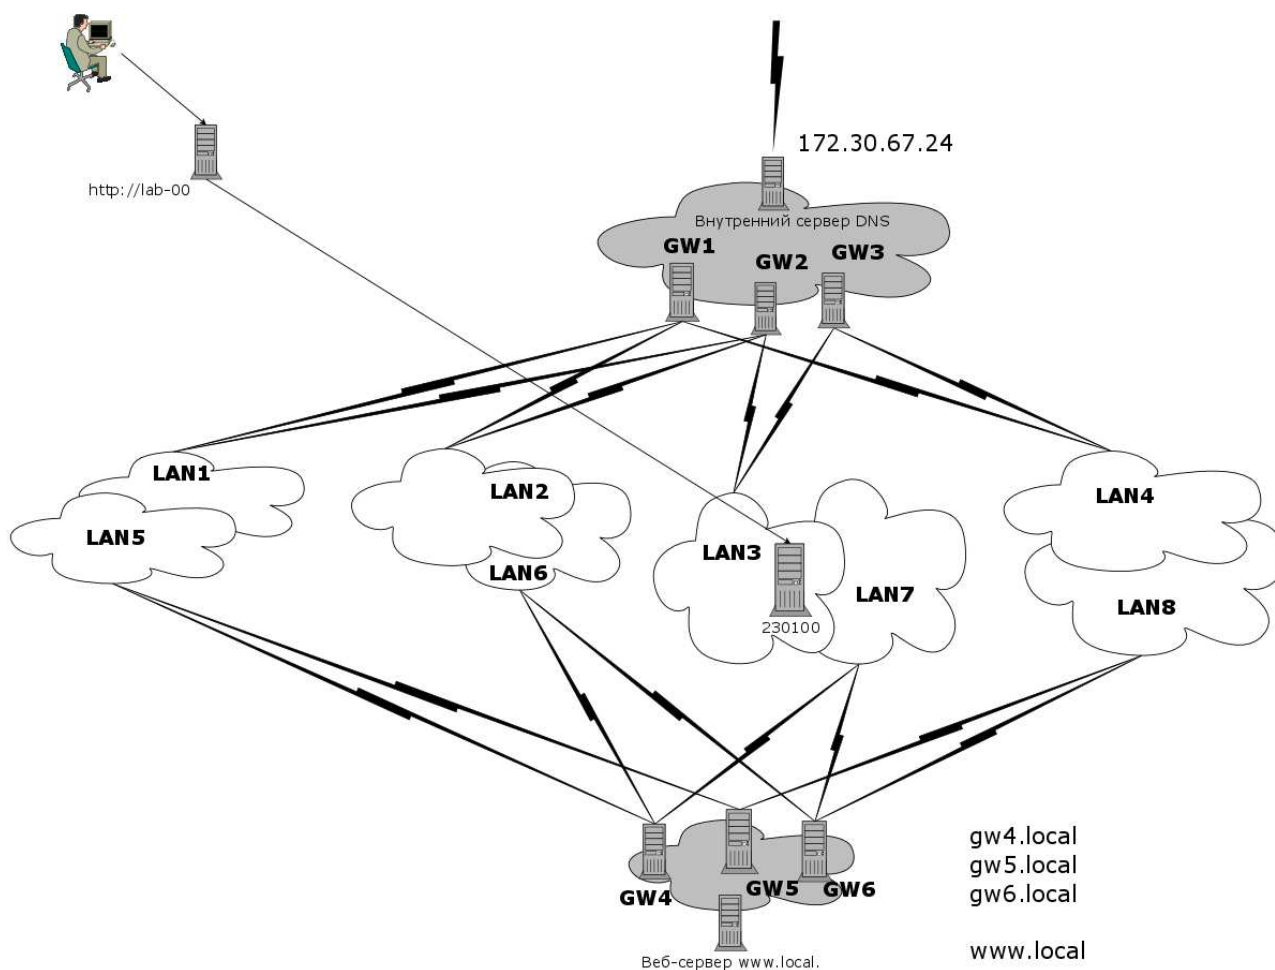 172.30.67.24
http://lab-00
Внутренний сервер DNS
GW1
GW2
GW3
LAN1
LAN2
LAN3
LAN4
LAN5
LAN6
LAN7
LAN8
230100
GW4
GW5
GW6
gw4.local
gw5.local
gw6.local
www.local
Веб-сервер www.local.